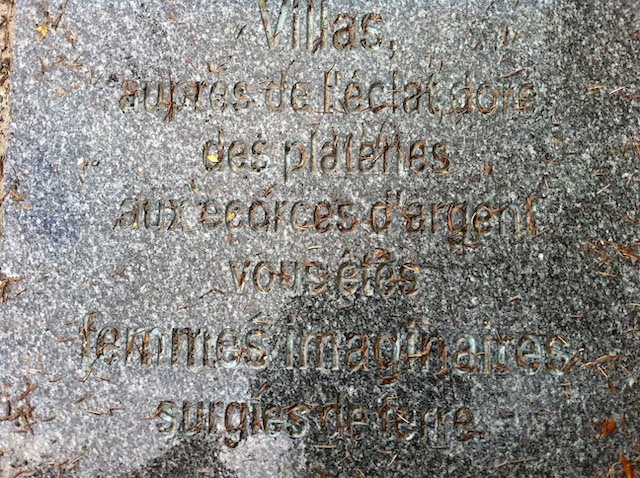 Villas,
auprès de l'éclat doré
des platanes
aux écorces d'argent
vous êtes
femmes imaginaires
surgies de terre.